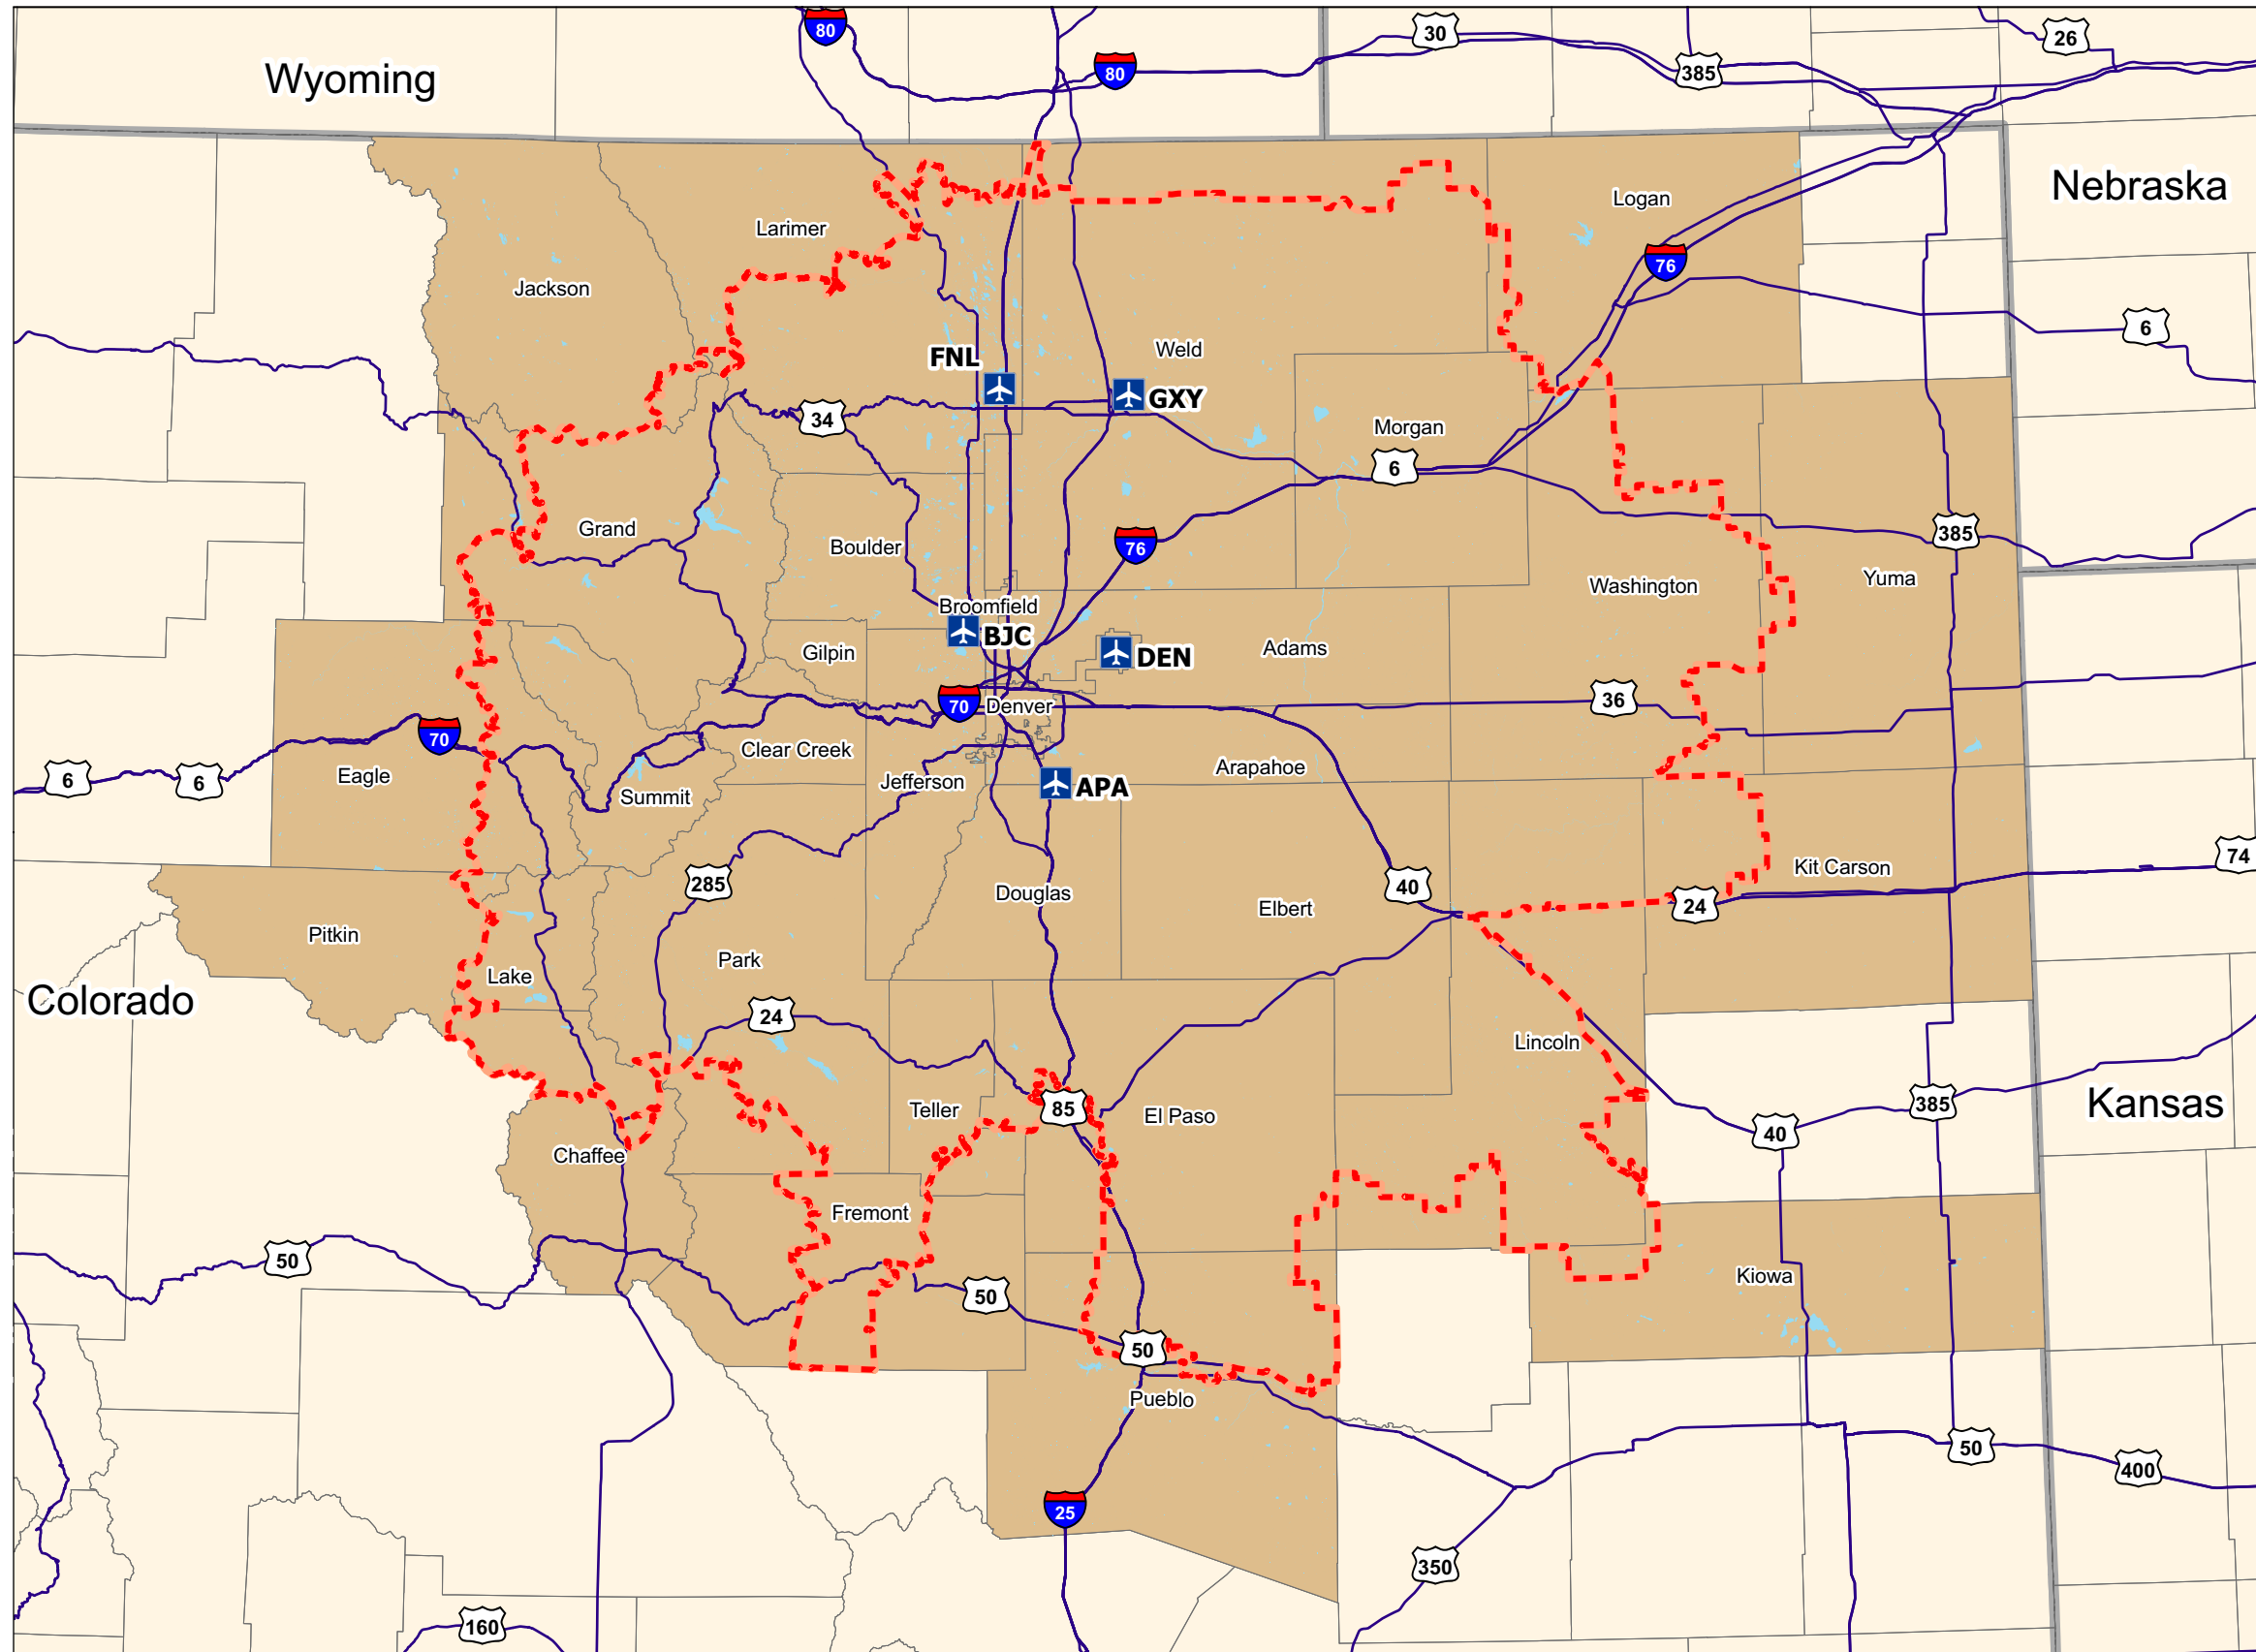 80
30
26
80
385
Wyoming
Nebraska
Logan
Larimer
76
Jackson
6
FNL
Weld
GXY
34
Morgan
6
Grand
385
Boulder
76
Yuma
Washington
Broomfield
BJC
Gilpin
Adams
DEN
36
70
Denver
70
Clear Creek
6
6
Eagle
Jefferson
Arapahoe
APA
Summit
74
Kit Carson
285
40
Douglas
24
Elbert
Pitkin
Park
Lake
Colorado
24
Lincoln
385
Kansas
85
Teller
El Paso
40
Chaffee
Fremont
50
Kiowa
50
50
Pueblo
50
400
25
350
160